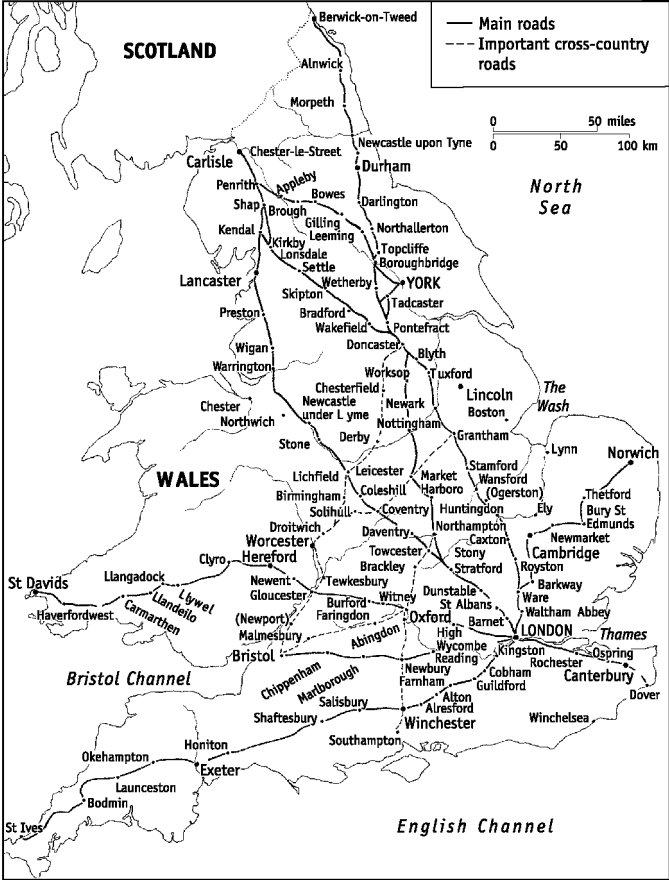 Berwick-on-Tweed
SCOTLAND
Main roads
Important cross-country
roads
Alnwick
Morpeth
0 50 miles
0 50 100 km
Newcastle upon Tyne
Chester-le-Street
Carlisle
Durham
Penrith
Appleby
Bowes
North
Sea
Shap
Brough
Darlington
Gilling
Leeming
Northallerton
Kendal
Kirkby
Lonsdale
Topcliffe
Boroughbridge
Settle
Lancaster
Wetherby
YORK
Skipton
Tadcaster
Preston
Bradford
Wakefield
Pontefract
Wigan
Doncaster
Blyth
Warrington
Worksop
Tuxford
Chesterfield
Lincoln
The
Wash
Chester
Northwich
Newcastle
under Lyme
Newark
Boston
Nottingham
Stone
Derby
Grantham
Lynn
Norwich
WALES
Lichfield
Leicester
Stamford
Market
Harboro
Wansford
(Ogerston)
Birmingham
Coleshill
Thetford
Solihull
Coventry
Huntingdon
Ely
Bury St
Edmunds
Droitwich
Daventry
Northampton
Caxton
Newmarket
Worcester
Hereford
Towcester
Stony
Stratford
Cambridge
Clyro
Brackley
Royston
St Davids
Llangadock
Llywel
Newent
Tewkesbury
Barkway
Gloucester
Witney
Dunstable
Ware
Llandeilo
Burford
St Albans
Haverfordwest
Carmarthen
Faringdon
Oxford
Waltham Abbey
(Newport)
Barnet
Malmesbury
Abingdon
High
Wycombe
LONDON
Thames
Bristol
Reading
Kingston
Ospring
Rochester
Bristol Channel
Chippenham
Marlborough
Newbury
Farnham
Cobham
Canterbury
Guildford
Dover
Salisbury
Alton
Alresford
Shaftesbury
Winchester
Winchelsea
Southampton
Honiton
Okehampton
Exeter
Launceston
Bodmin
St Ives
English Channel